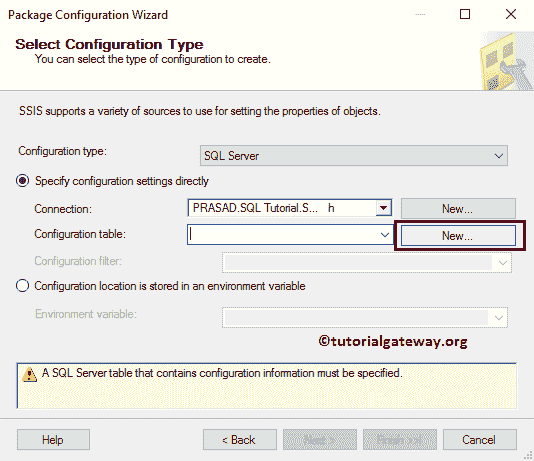 Package Configuration Wizard
Select Configuration Type
You can select the type of configuration to create.
SSIS supports a variety of sources to use for setting the properties of objects.
Configuration type:
SQL Server
Specify configuration settings directly
Connection:
PRASAD.SQL Tutorial.S... h
New...
Configuration table:
New...
Configuration filter:
Configuration location is stored in an environment variable
Environment variable:
©tutorialgateway.org
A SQL Server table that contains configuration information must be specified.
Help
< Back
Next >
Finish >>|
Cancel